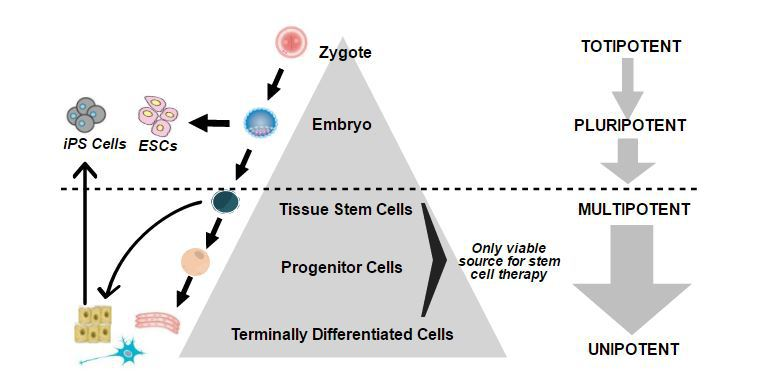 Zygote
TOTIPOTENT
Embryo
PLURIPOTENT
iPS Cells
ESCs
Tissue Stem Cells
MULTIPOTENT
Only viable
source for stem
cell therapy
Progenitor Cells
Terminally Differentiated Cells
UNIPOTENT